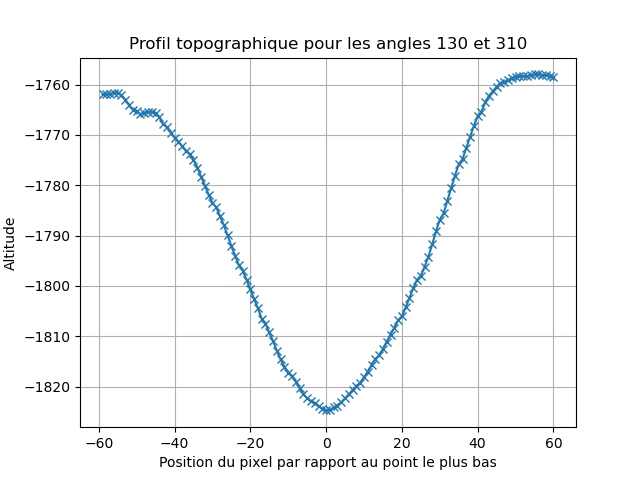 Profil topographique pour les angles 130 et 310
−1760
−1770
−1780
−1790
−1800
−1810
−1820
Altitude
−60 −40 −20 0 20 40 60
Position du pixel par rapport au point le plus bas